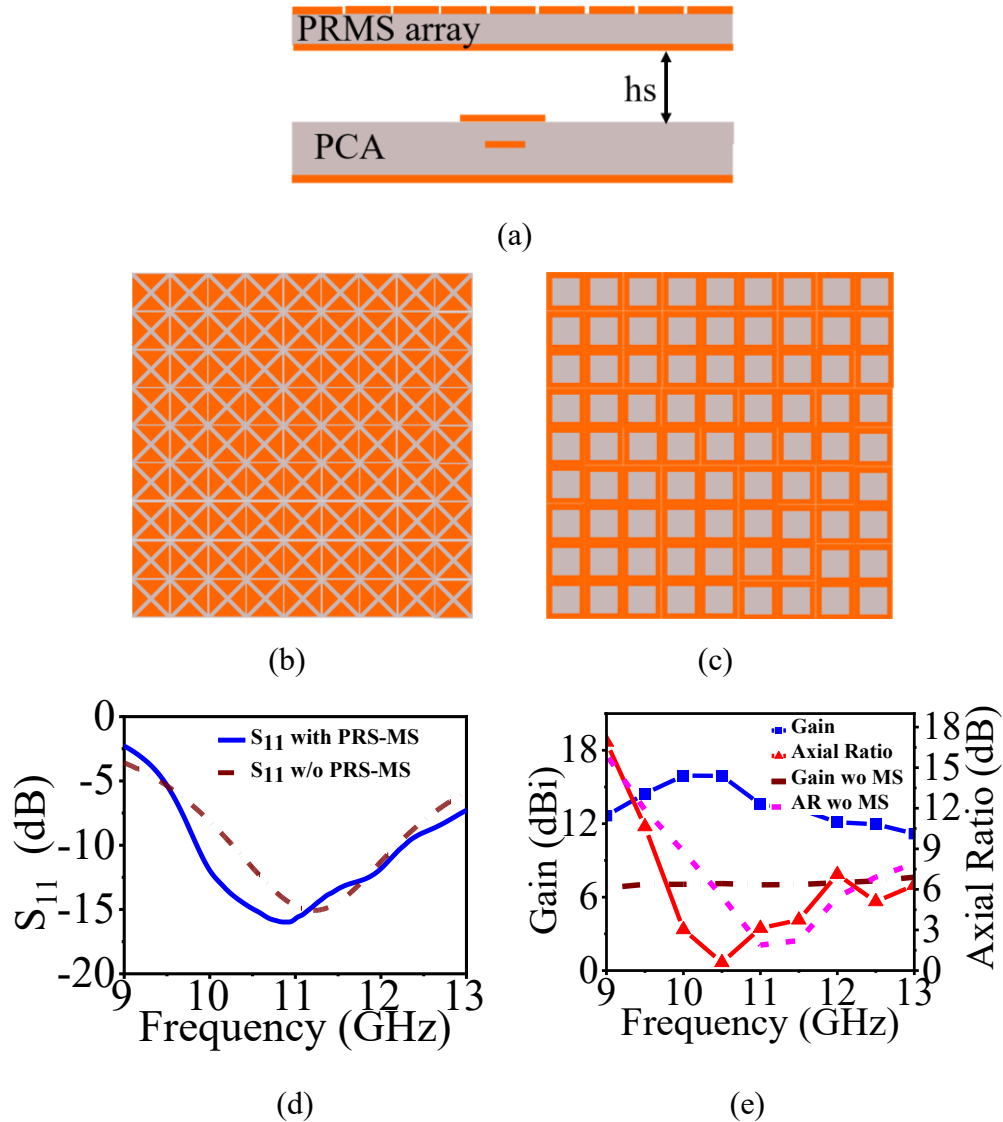 PRMS array
hs
PCA
(a)
(b)
(c)
0
-5
-10
-15
-20
S11 (dB)
S11 with PRS-MS
S11 w/o PRS-MS
9 10 11 12 13
Frequency (GHz)
(d)
18
12
6
0
Gain (dBi)
Gain
Axial Ratio
Gain wo MS
AR wo MS
18
15
12
9
6
3
0
Axial Ratio (dB)
9 10 11 12 13
Frequency (GHz)
(e)